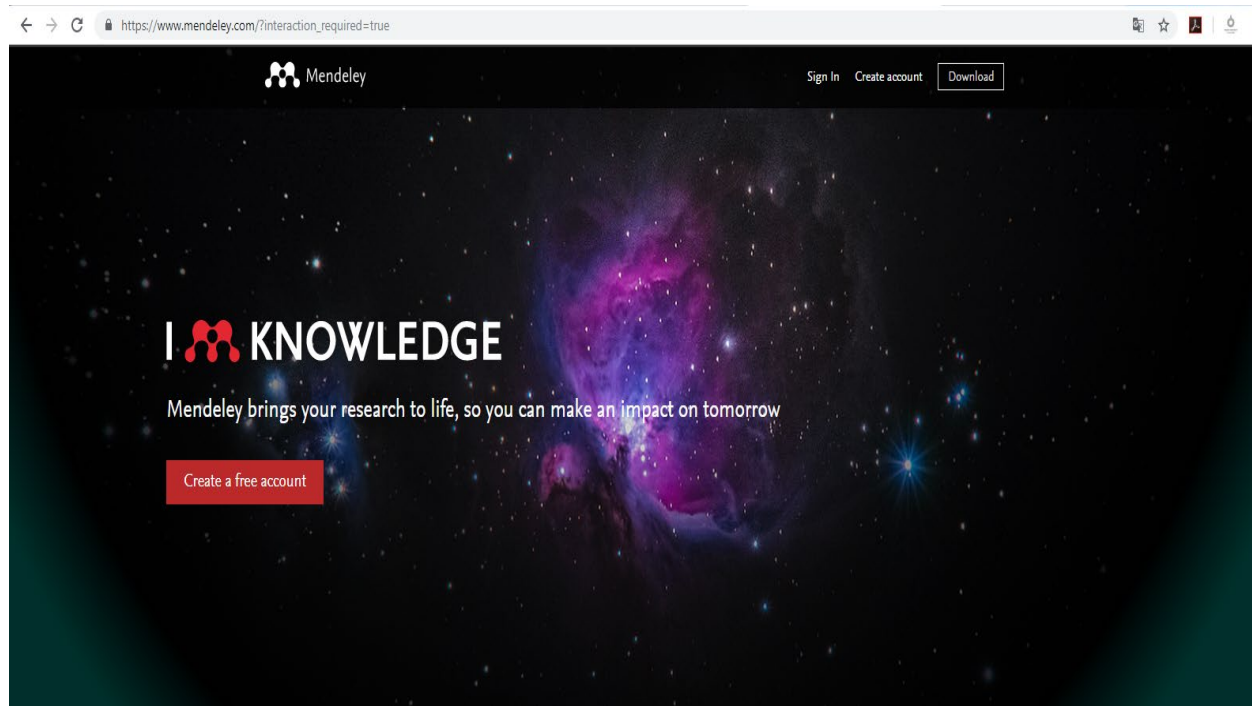 https://www.mendeley.com/?interaction_required=true
Mendeley
Sign In Create account Download
I KNOWLEDGE
Mendeley brings your research to life, so you can make an impact on tomorrow
Create a free account